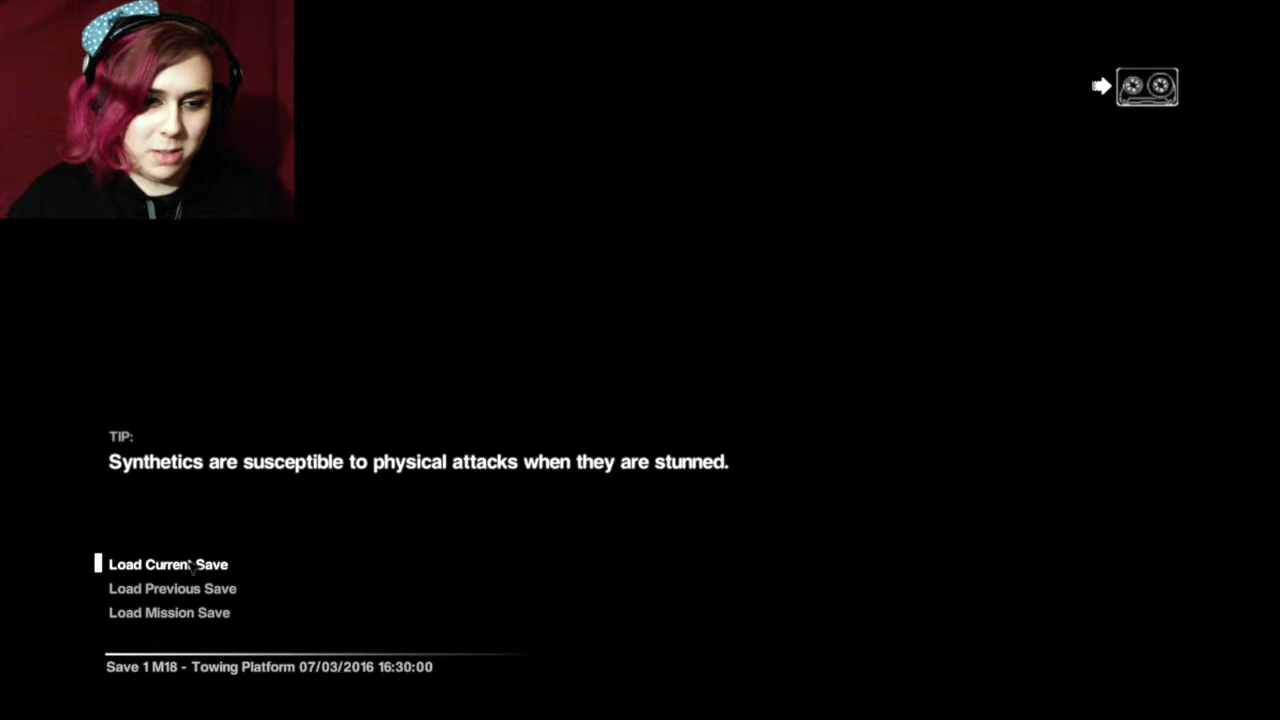 TIP:
Synthetics are susceptible to physical attacks when they are stunned.
Load Current Save
Load Previous Save
Load Mission Save
Save 1 M18 - Towing Platform 07/03/2016 16:30:00